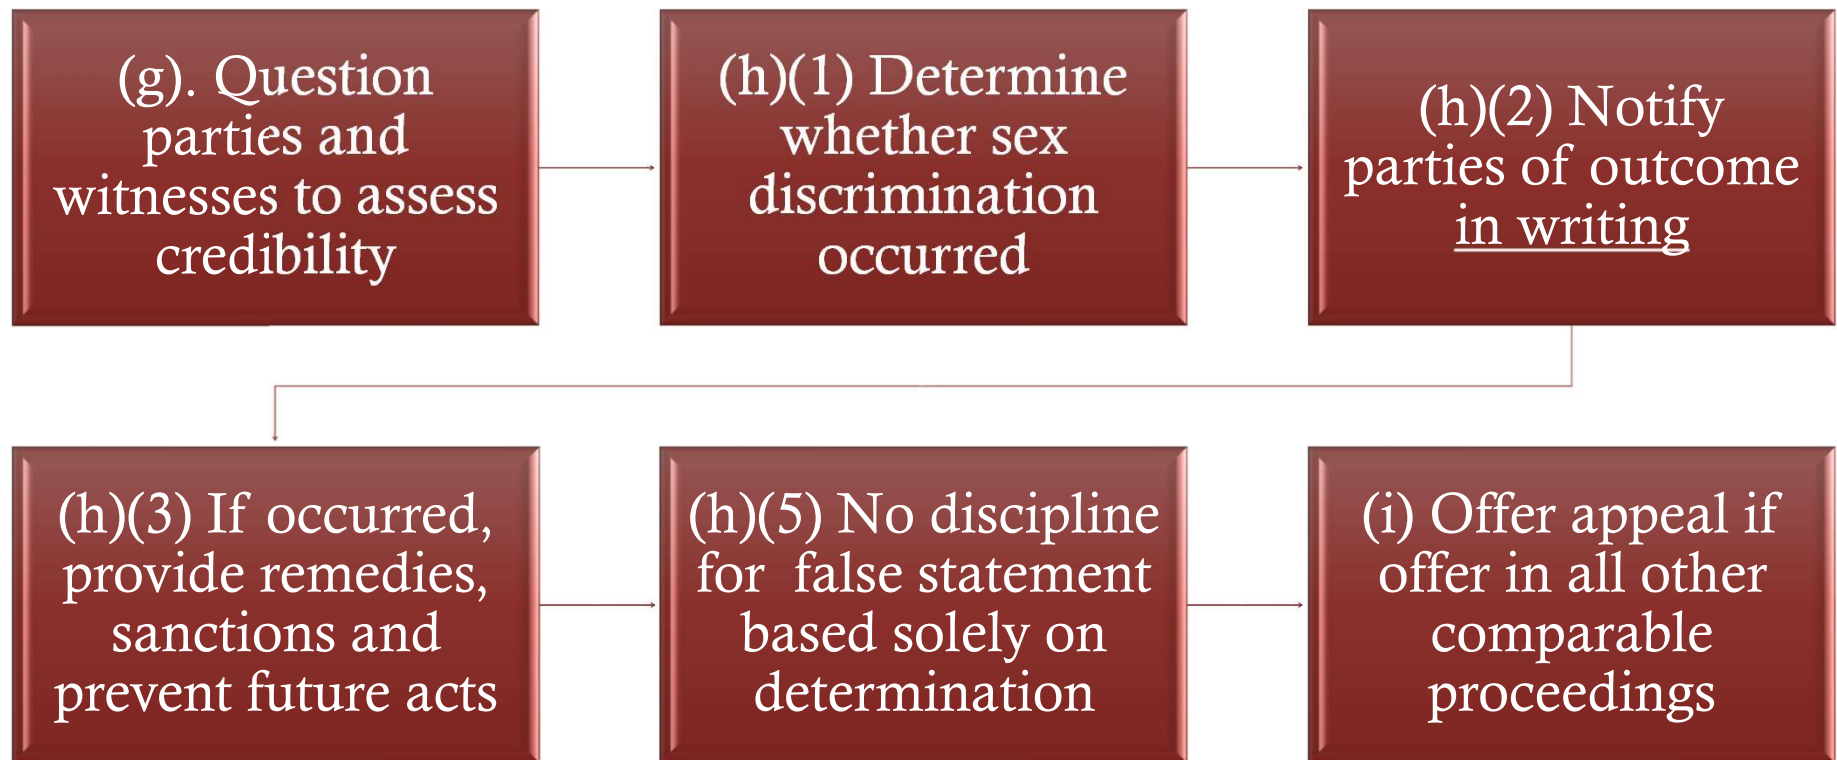 (g). Question
parties and
witnesses to assess
credibility
(h)(1) Determine
whether sex
discrimination
occurred
(h)(2) Notify
parties of outcome
in writing
(h)(3) If occurred,
provide remedies,
sanctions and
prevent future acts
(h)(5) No discipline
for false statement
based solely on
determination
(i) Offer appeal if
offer in all other
comparable
proceedings